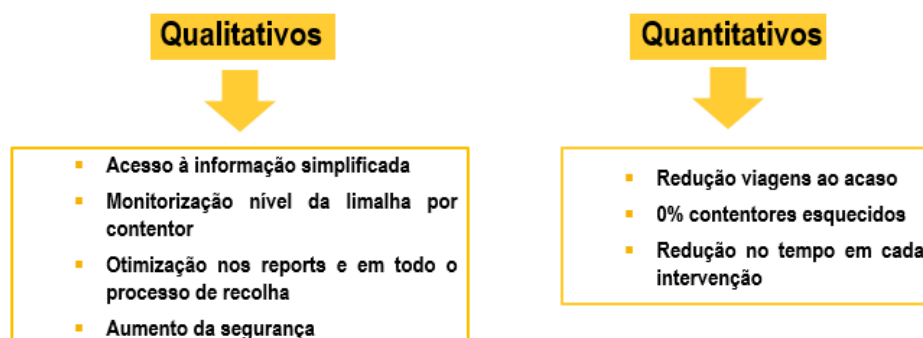 Qualitativos
Acesso à informação simplificada
Monitorização nível da limalha por
contentor
Otimização nos reports e em todo o
processo de recolha
Aumento da segurança
Quantitativos
Redução viagens ao acaso
0% contentores esquecidos
Redução no tempo em cada
intervenção